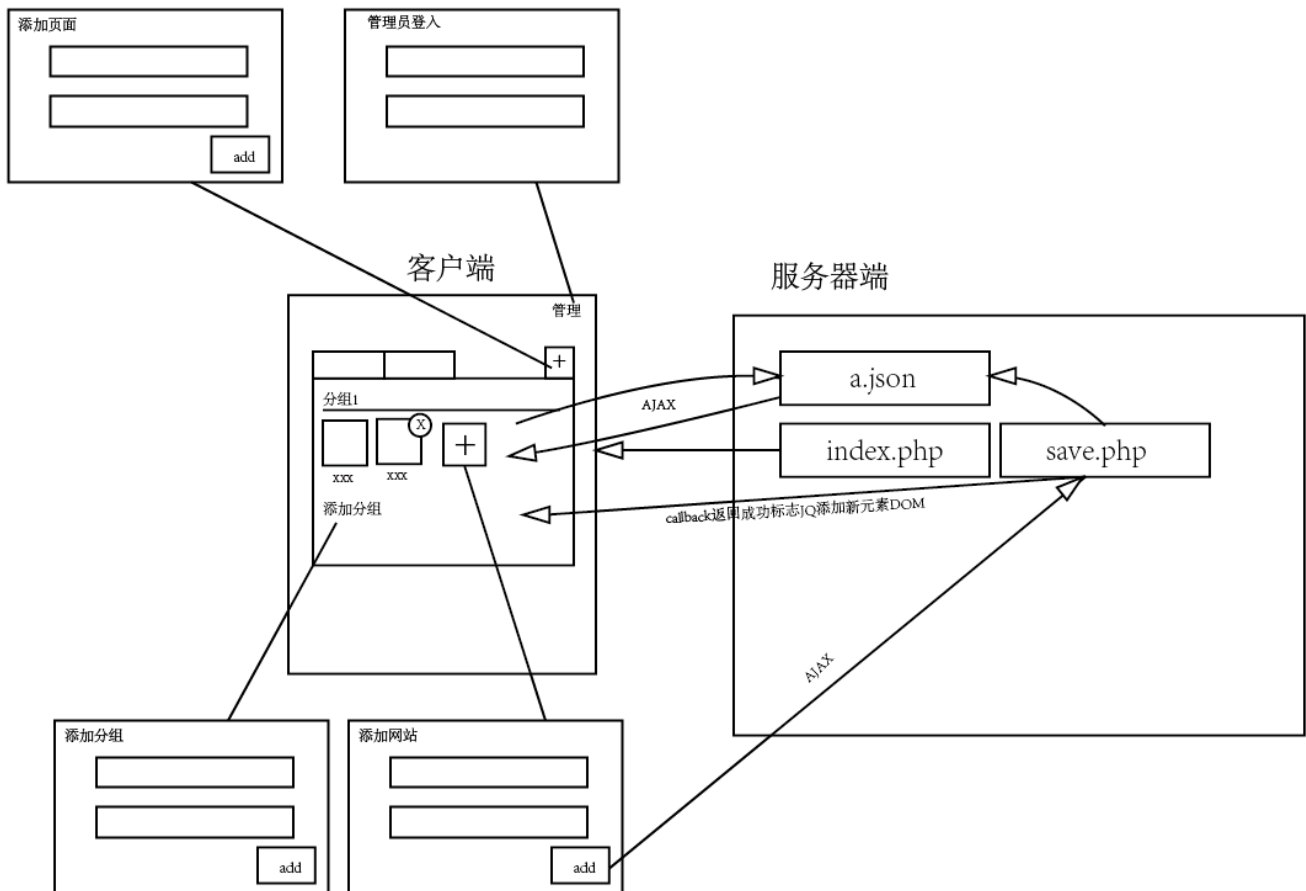 添加页面
add
管理员登入
客户端
服务器端
管理
+
分组1
X
+
xxx
xxx
添加分组
AJAX
a.json
index.php
save.php
callback返回成功标志JQ添加新元素DOM
AJAX
添加分组
add
添加网站
add